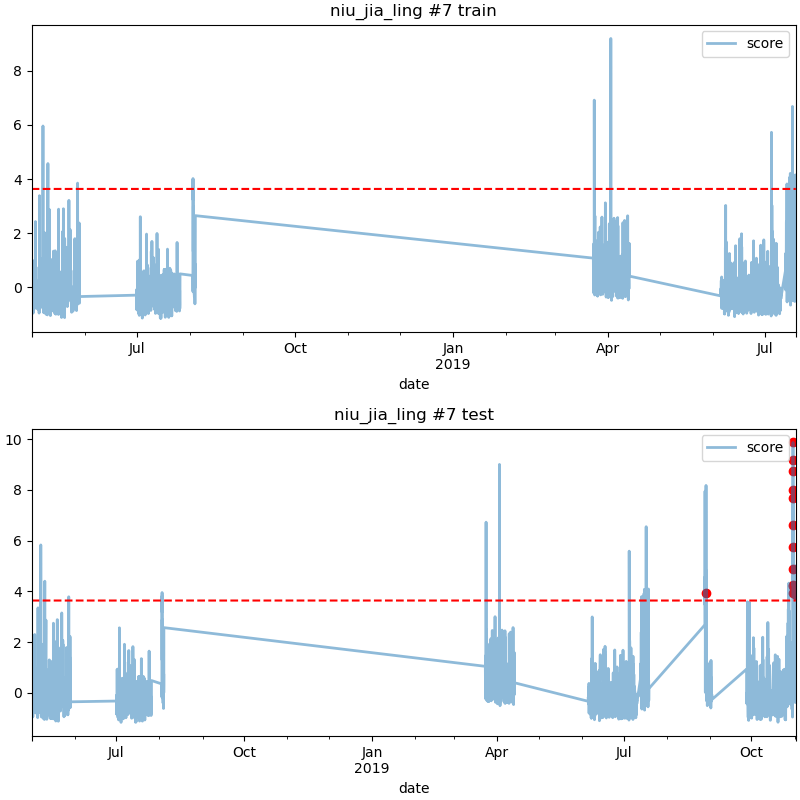 niu_jia_ling #7 train
score
8
6
4
2
0
Jul
Oct
Jan
2019
Apr
Jul
date
niu_jia_ling #7 test
score
10
8
6
4
2
0
Jul
Oct
Jan
2019
Apr
Jul
Oct
date